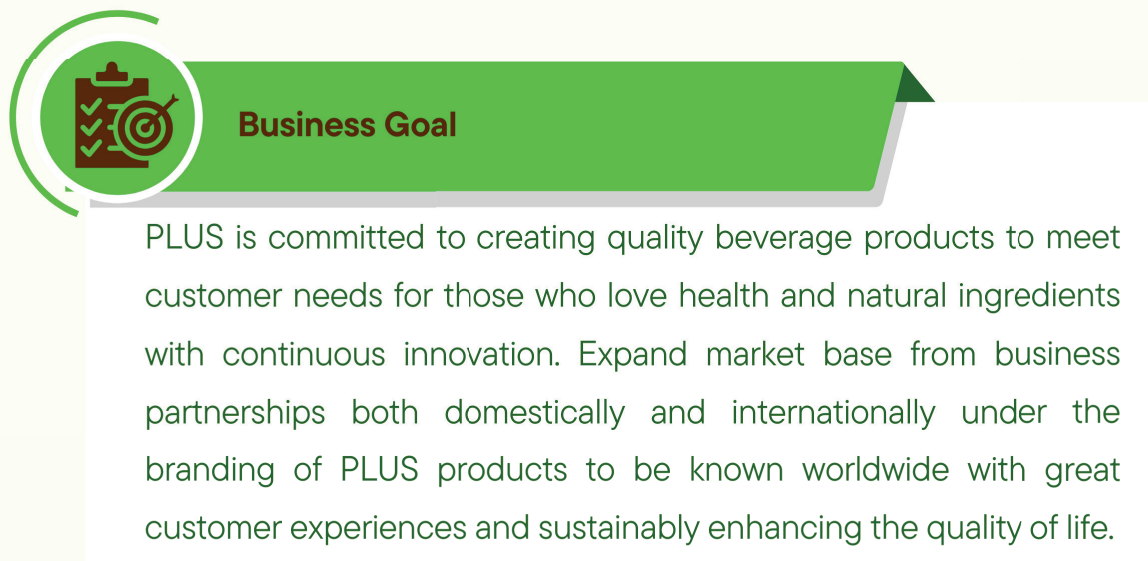 Business Goal
PLUS is committed to creating quality beverage products to meet
customer needs for those who love health and natural ingredients
with continuous innovation. Expand market base from business
partnerships both domestically and internationally under the
branding of PLUS products to be known worldwide with great
customer experiences and sustainably enhancing the quality of life.